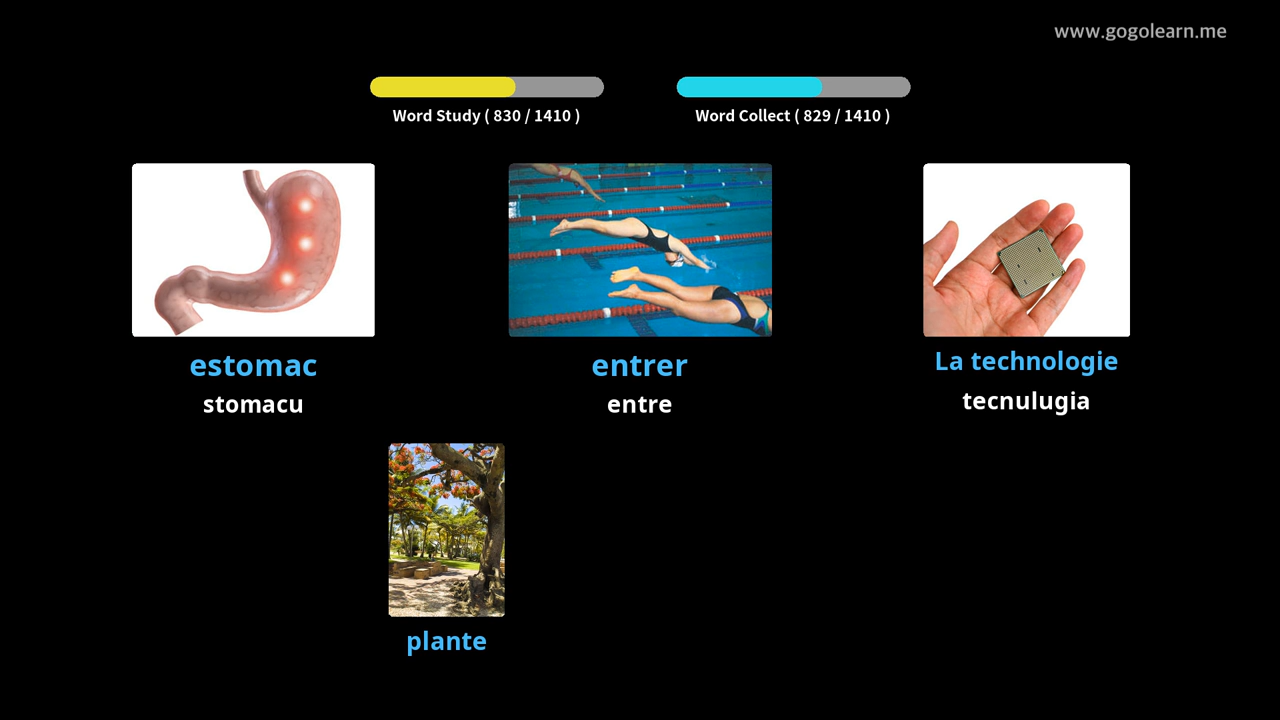 www.gogolearn.me
Word Study ( 830 / 1410 )
Word Collect ( 829 / 1410 )
estomac
stomacu
entrer
entre
La technologie
tecnulugia
plante